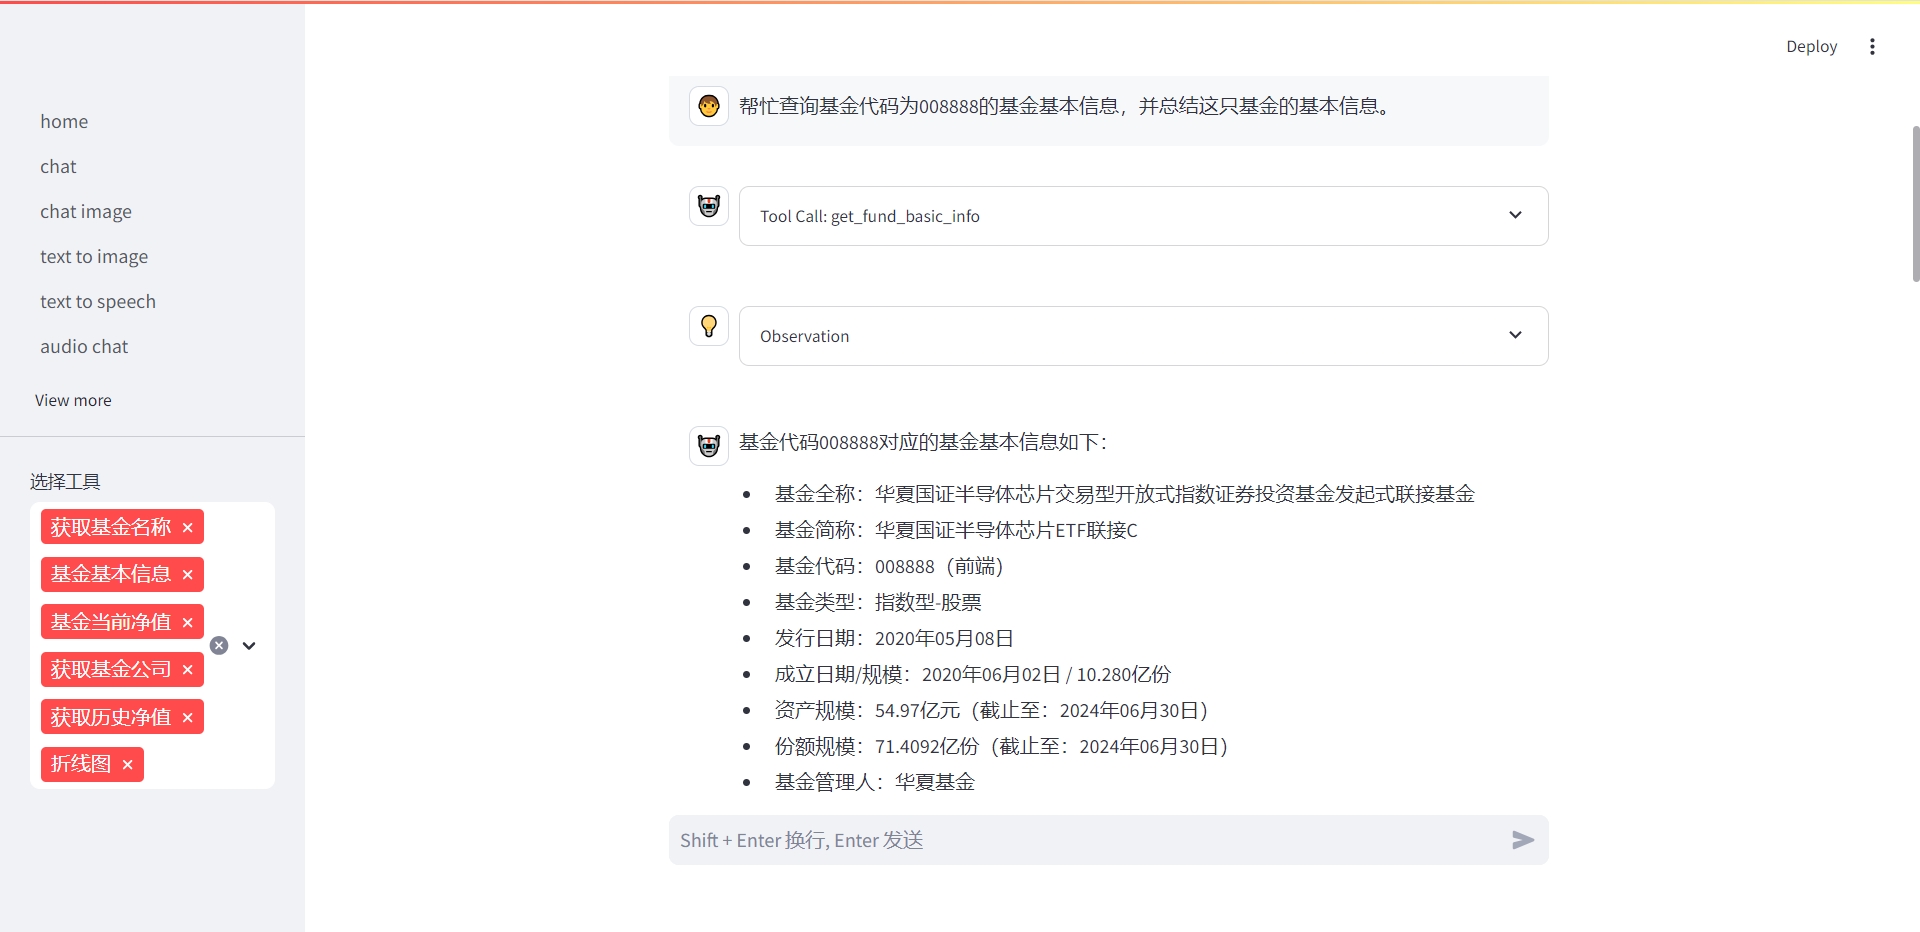 Deploy
home
chat
chat image
text to image
text to speech
audio chat
View more
选择工具
获取基金名称
基金基本信息
基金当前净值
获取基金公司
获取历史净值
折线图
帮忙查询基金代码为008888的基金基本信息，并总结这只基金的基本信息。
Tool Call: get_fund_basic_info
Observation
基金代码008888对应的基金基本信息如下：
基金全称：华夏国证半导体芯片交易型开放式指数证券投资基金发起式联接基金
基金简称：华夏国证半导体芯片ETF联接C
基金代码：008888（前端）
基金类型：指数型-股票
发行日期：2020年05月08日
成立日期/规模：2020年06月02日 / 10.280亿份
资产规模：54.97亿元（截止至：2024年06月30日）
份额规模：71.4092亿份（截止至：2024年06月30日）
基金管理人：华夏基金
Shift + Enter 换行, Enter 发送